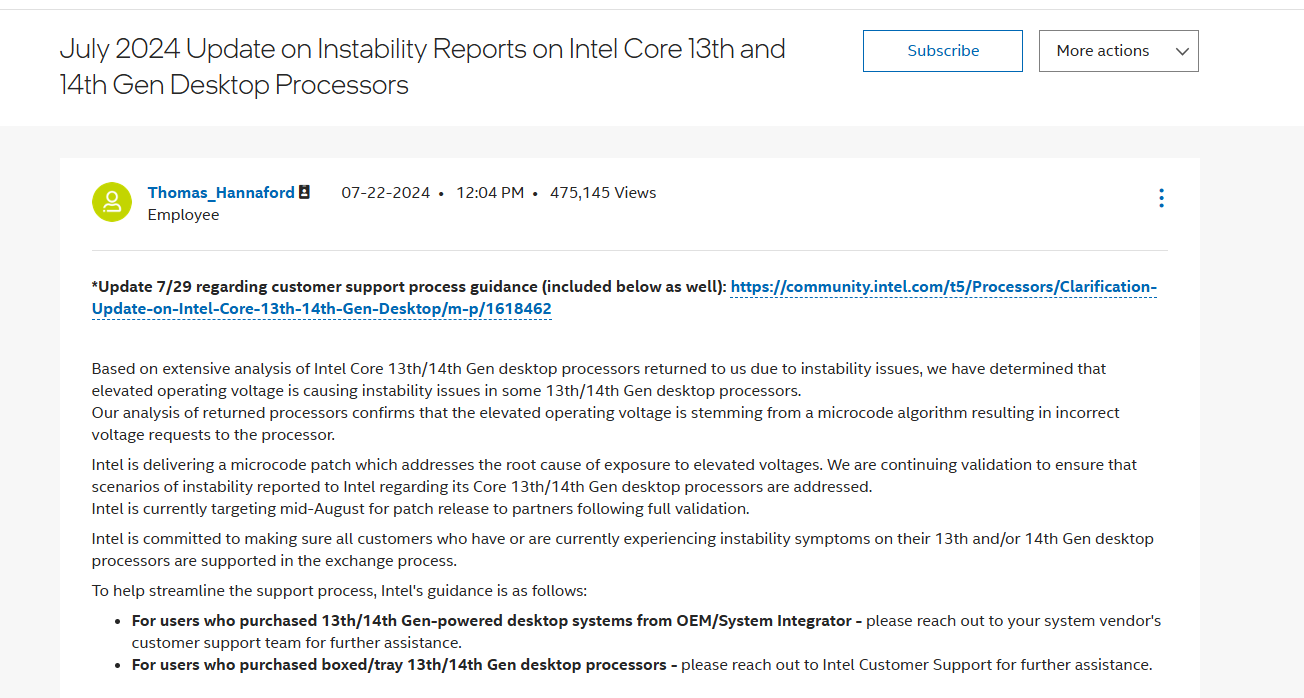 July 2024 Update on Instability Reports on Intel Core 13th and
14th Gen Desktop Processors
Subscribe
More actions
Thomas_Hannaford
07-22-2024 • 12:04 PM • 475,145 Views
Employee
*Update 7/29 regarding customer support process guidance (included below as well): https://community.intel.com/t5/Processors/Clarification-
Update-on-Intel-Core-13th-14th-Gen-Desktop/m-p/1618462
Based on extensive analysis of Intel Core 13th/14th Gen desktop processors returned to us due to instability issues, we have determined that
elevated operating voltage is causing instability issues in some 13th/14th Gen desktop processors.
Our analysis of returned processors confirms that the elevated operating voltage is stemming from a microcode algorithm resulting in incorrect
voltage requests to the processor.
Intel is delivering a microcode patch which addresses the root cause of exposure to elevated voltages. We are continuing validation to ensure that
scenarios of instability reported to Intel regarding its Core 13th/14th Gen desktop processors are addressed.
Intel is currently targeting mid-August for patch release to partners following full validation.
Intel is committed to making sure all customers who have or are currently experiencing instability symptoms on their 13th and/or 14th Gen desktop
processors are supported in the exchange process.
To help streamline the support process, Intel's guidance is as follows:
• For users who purchased 13th/14th Gen-powered desktop systems from OEM/System Integrator - please reach out to your system vendor's
customer support team for further assistance.
• For users who purchased boxed/tray 13th/14th Gen desktop processors - please reach out to Intel Customer Support for further assistance.